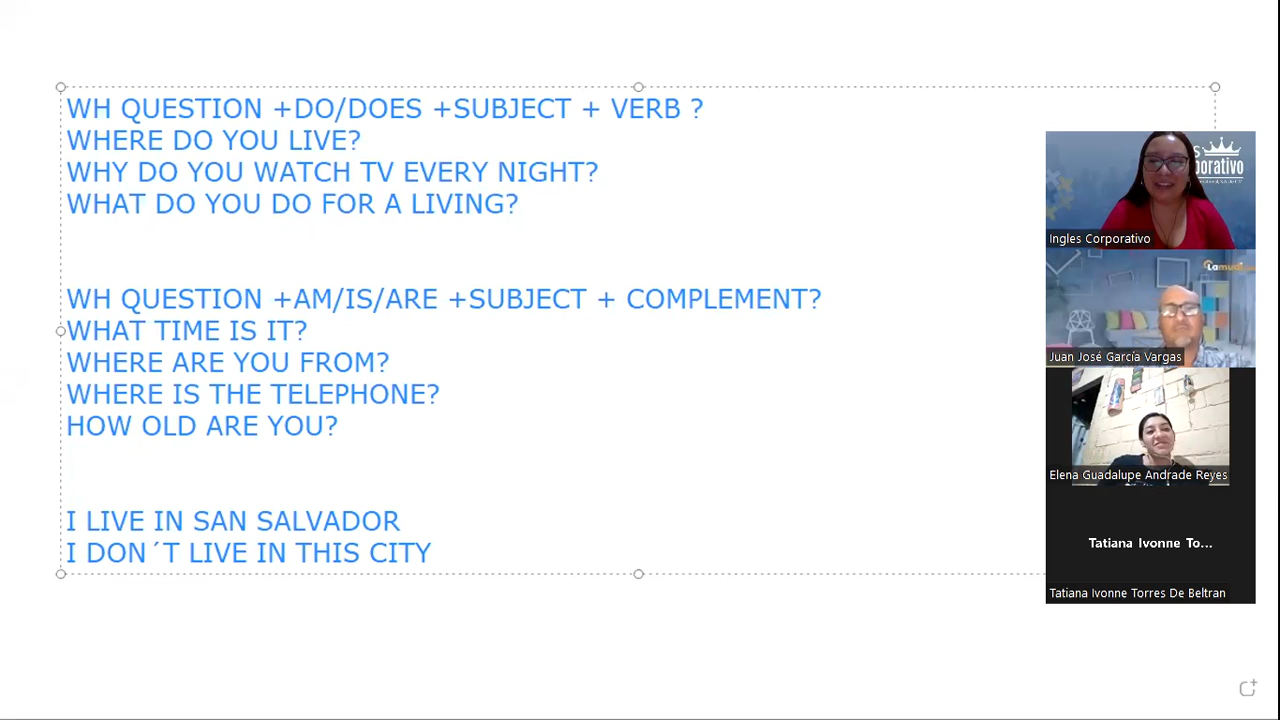 WH QUESTION +DO/DOES +SUBJECT + VERB ?
WHERE DO YOU LIVE?
WHY DO YOU WATCH TV EVERY NIGHT?
WHAT DO YOU DO FOR A LIVING?
WH QUESTION +AM/IS/ARE +SUBJECT + COMPLEMENT?
WHAT TIME IS IT?
WHERE ARE YOU FROM?
WHERE IS THE TELEPHONE?
HOW OLD ARE YOU?
I LIVE IN SAN SALVADOR
I DON´T LIVE IN THIS CITY
Ingles Corporativo
Juan José García Vargas
Elena Guadalupe Andrade Reyes
Tatiana Ivonne To...
Tatiana Ivonne Torres De Beltran